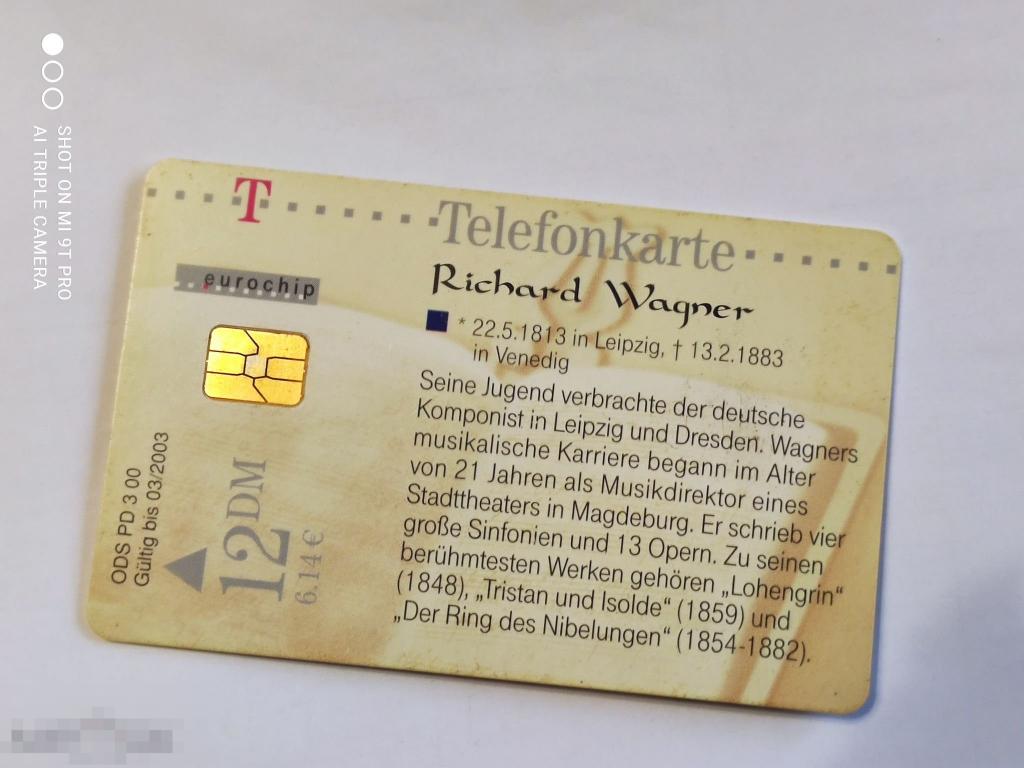 SHOT ON MI 9T PRO
AI TRIPLE CAMERA
T
Telefonkarte
eurochip
Richard Wagner
* 22.5.1813 in Leipzig, † 13.2.1883
in Venedig
Seine Jugend verbrachte der deutsche
Komponist in Leipzig und Dresden. Wagners
musikalische Karriere begann im Alter
von 21 Jahren als Musikdirektor eines
Stadttheaters in Magdeburg. Er schrieb vier
große Sinfonien und 13 Opern. Zu seinen
berühmtesten Werken gehören „Lohengrin“
(1848), „Tristan und Isolde“ (1859) und
„Der Ring des Nibelungen“ (1854-1882).
12 DM
6,14 €
ODS PD 3 00
Gültig bis 03/2003